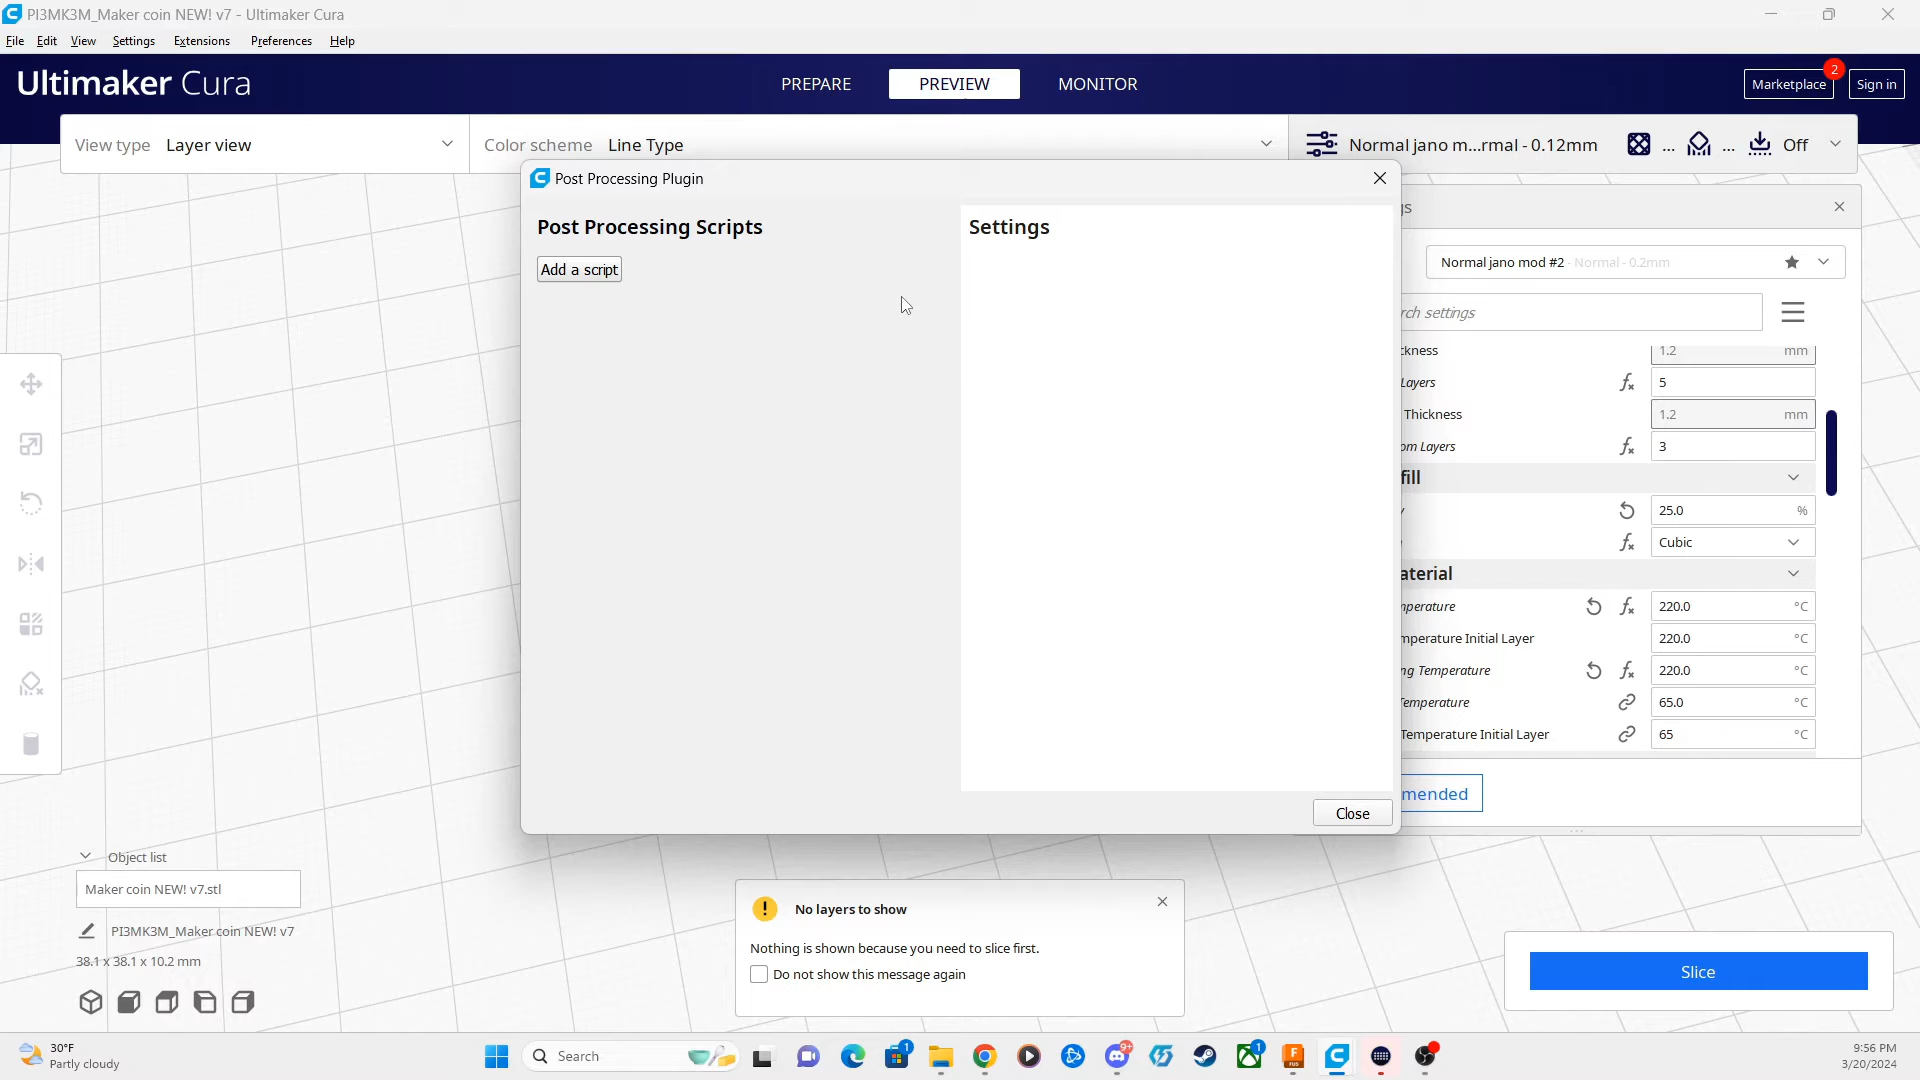 PI3MK3M_Maker coin NEW! v7 - Ultimaker Cura
File Edit View Settings Extensions Preferences Help
Ultimaker Cura
PREPARE
PREVIEW
MONITOR
Marketplace
2
Sign in
View type Layer view
Color scheme Line Type
Normal jano m...rmal - 0.12mm
...
...
Off
Post Processing Plugin
Post Processing Scripts
Add a script
Settings
Close
gs
Normal jano mod #2 - Normal - 0.2mm
rch settings
ckness 1.2 mm
Layers 5
Thickness 1.2 mm
om Layers 3
fill
y 25.0 %
Cubic
aterial
nperature 220.0 °C
mperature Initial Layer 220.0 °C
ng Temperature 220.0 °C
Temperature 65.0 °C
Temperature Initial Layer 65 °C
mended
Object list
Maker coin NEW! v7.stl
PI3MK3M_Maker coin NEW! v7
38.1 x 38.1 x 10.2 mm
No layers to show
Nothing is shown because you need to slice first.
Do not show this message again
Slice
30°F
Partly cloudy
Search
1
9+
1
F
FUS
9:56 PM
3/20/2024